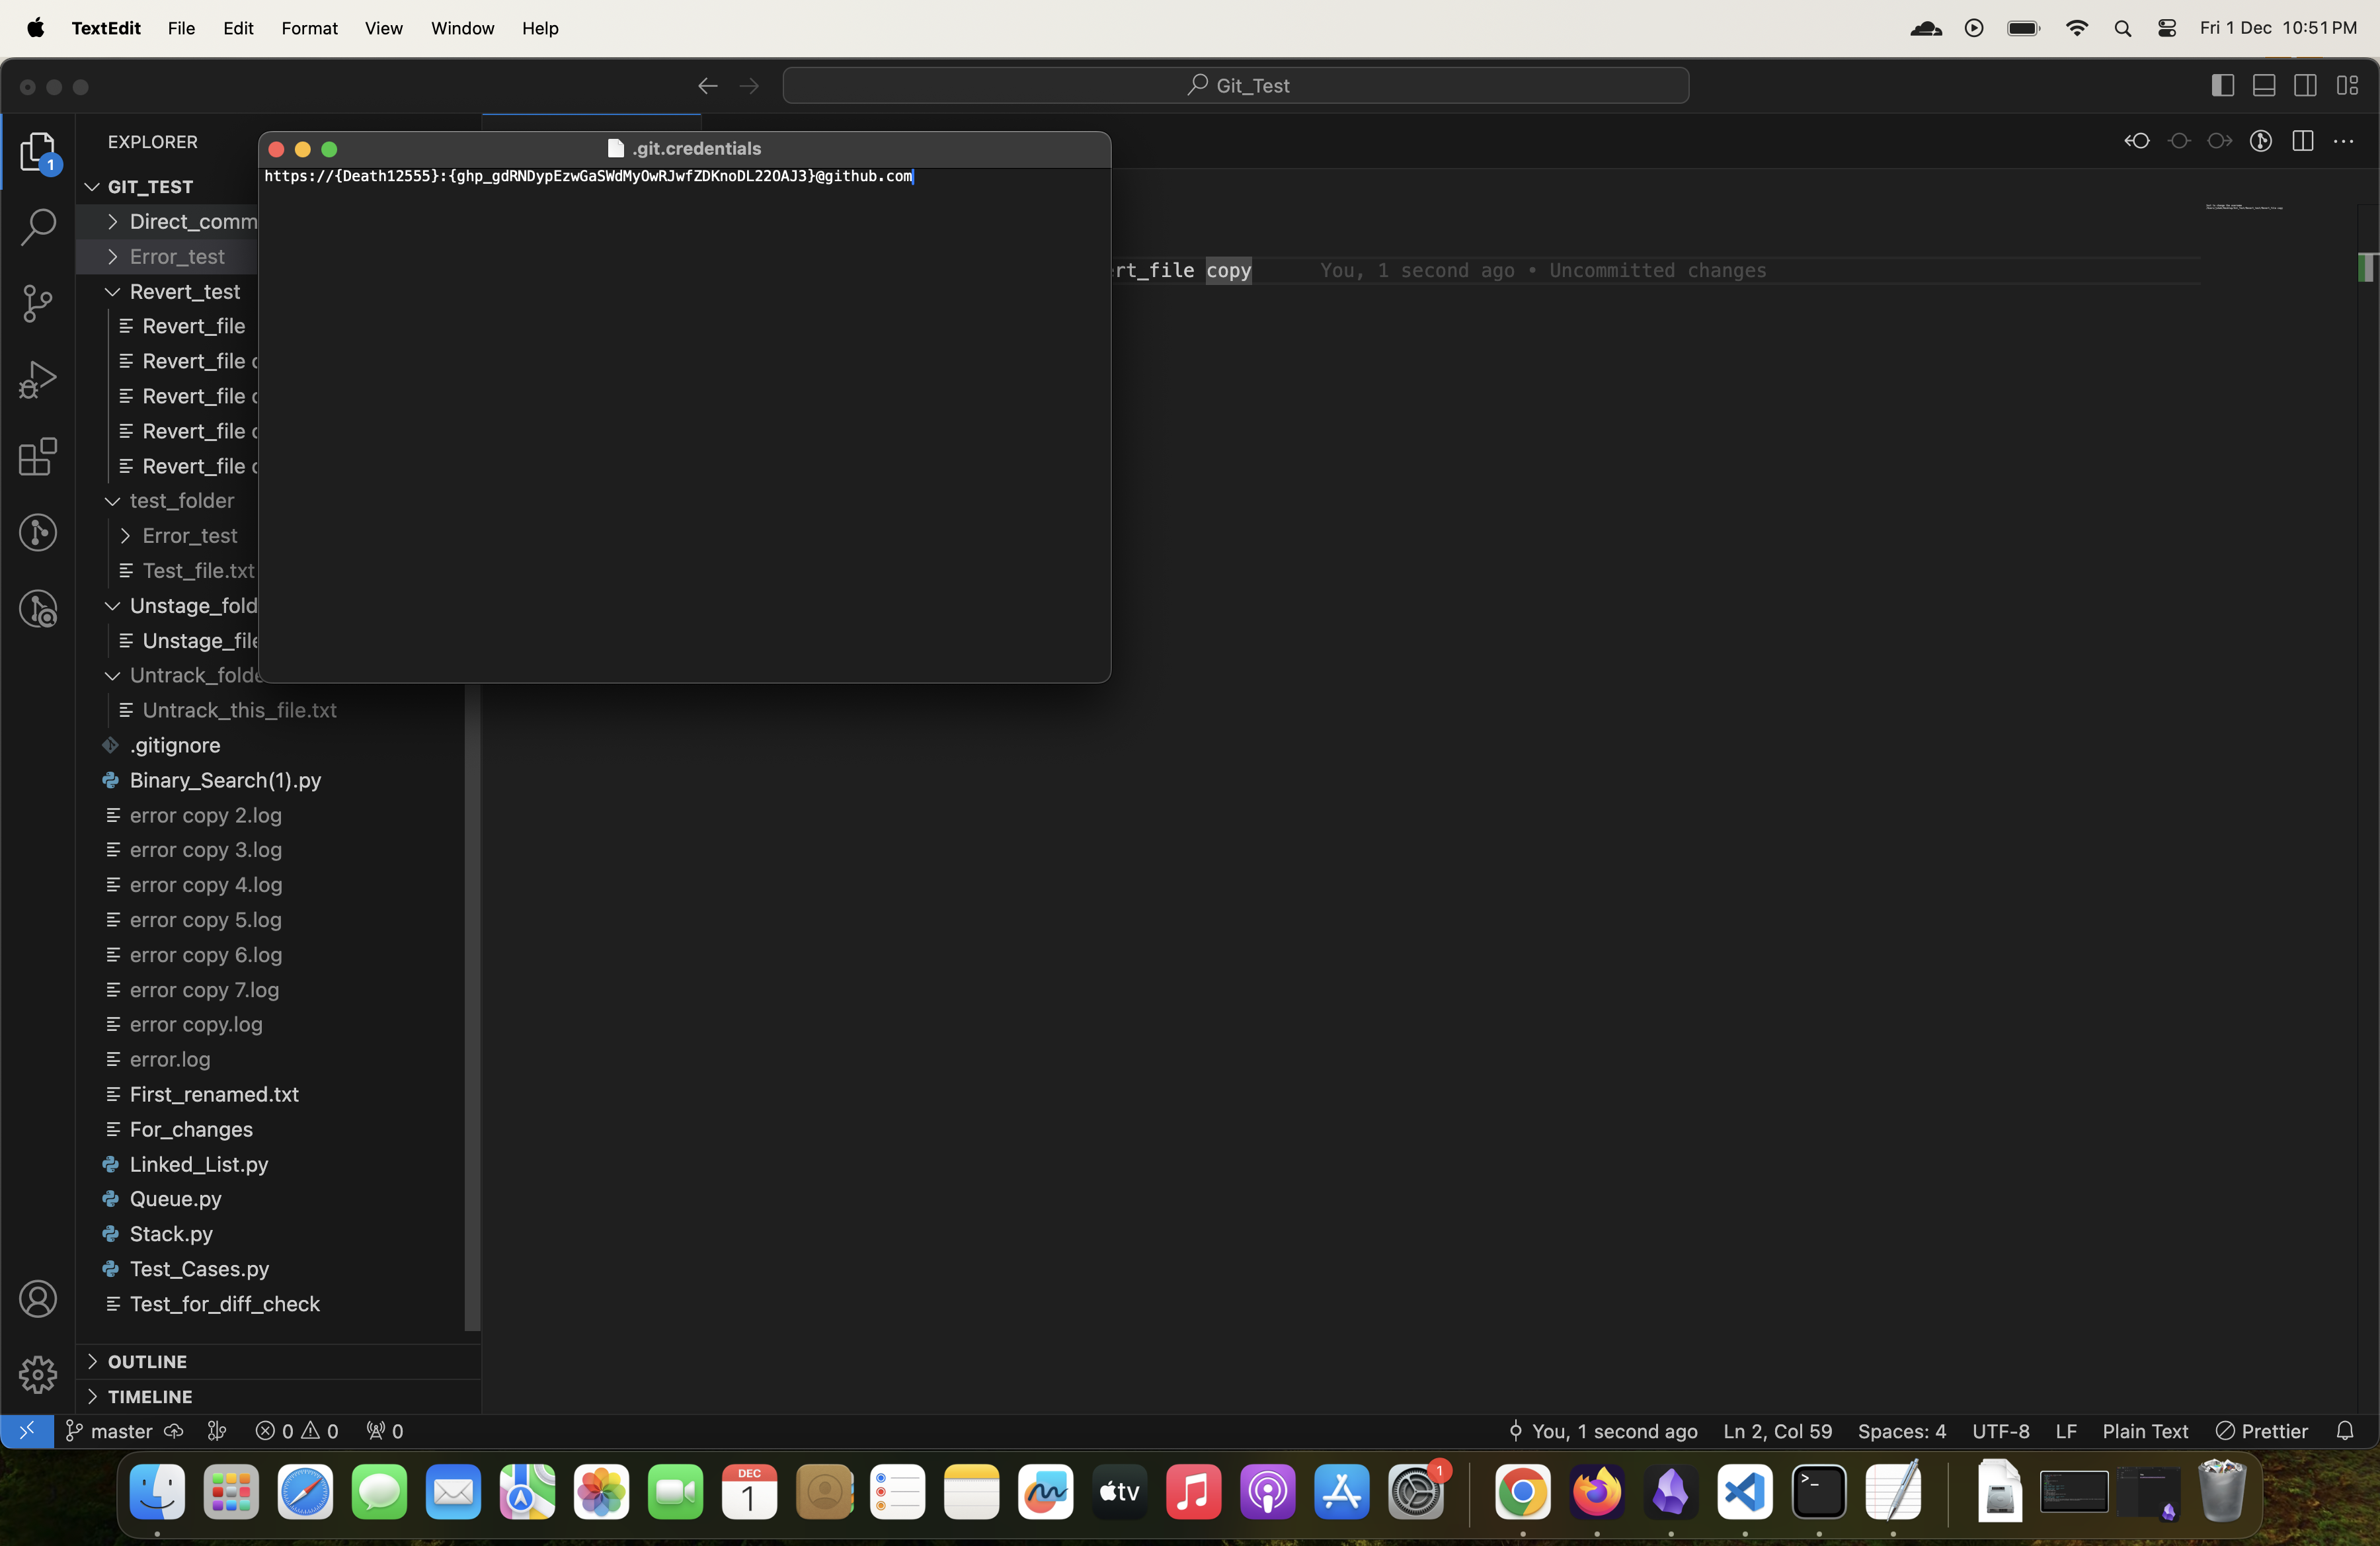 TextEdit File Edit Format View Window Help
Fri 1 Dec 10:51 PM
Git_Test
EXPLORER
1
GIT_TEST
Direct_comm
Error_test
Revert_test
Revert_file
Revert_file
Revert_file
Revert_file
Revert_file
test_folder
Error_test
Test_file.txt
Unstage_fold
Unstage_file
Untrack_folde
Untrack_this_file.txt
.gitignore
Binary_Search(1).py
error copy 2.log
error copy 3.log
error copy 4.log
error copy 5.log
error copy 6.log
error copy 7.log
error copy.log
error.log
First_renamed.txt
For_changes
Linked_List.py
Queue.py
Stack.py
Test_Cases.py
Test_for_diff_check
OUTLINE
TIMELINE
.git.credentials
https://{Death12555}:{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}@github.com
rt_file copy You, 1 second ago • Uncommitted changes
master 0 0 0
You, 1 second ago Ln 2, Col 59 Spaces: 4 UTF-8 LF Plain Text Prettier
DEC
1
tv
1
>_